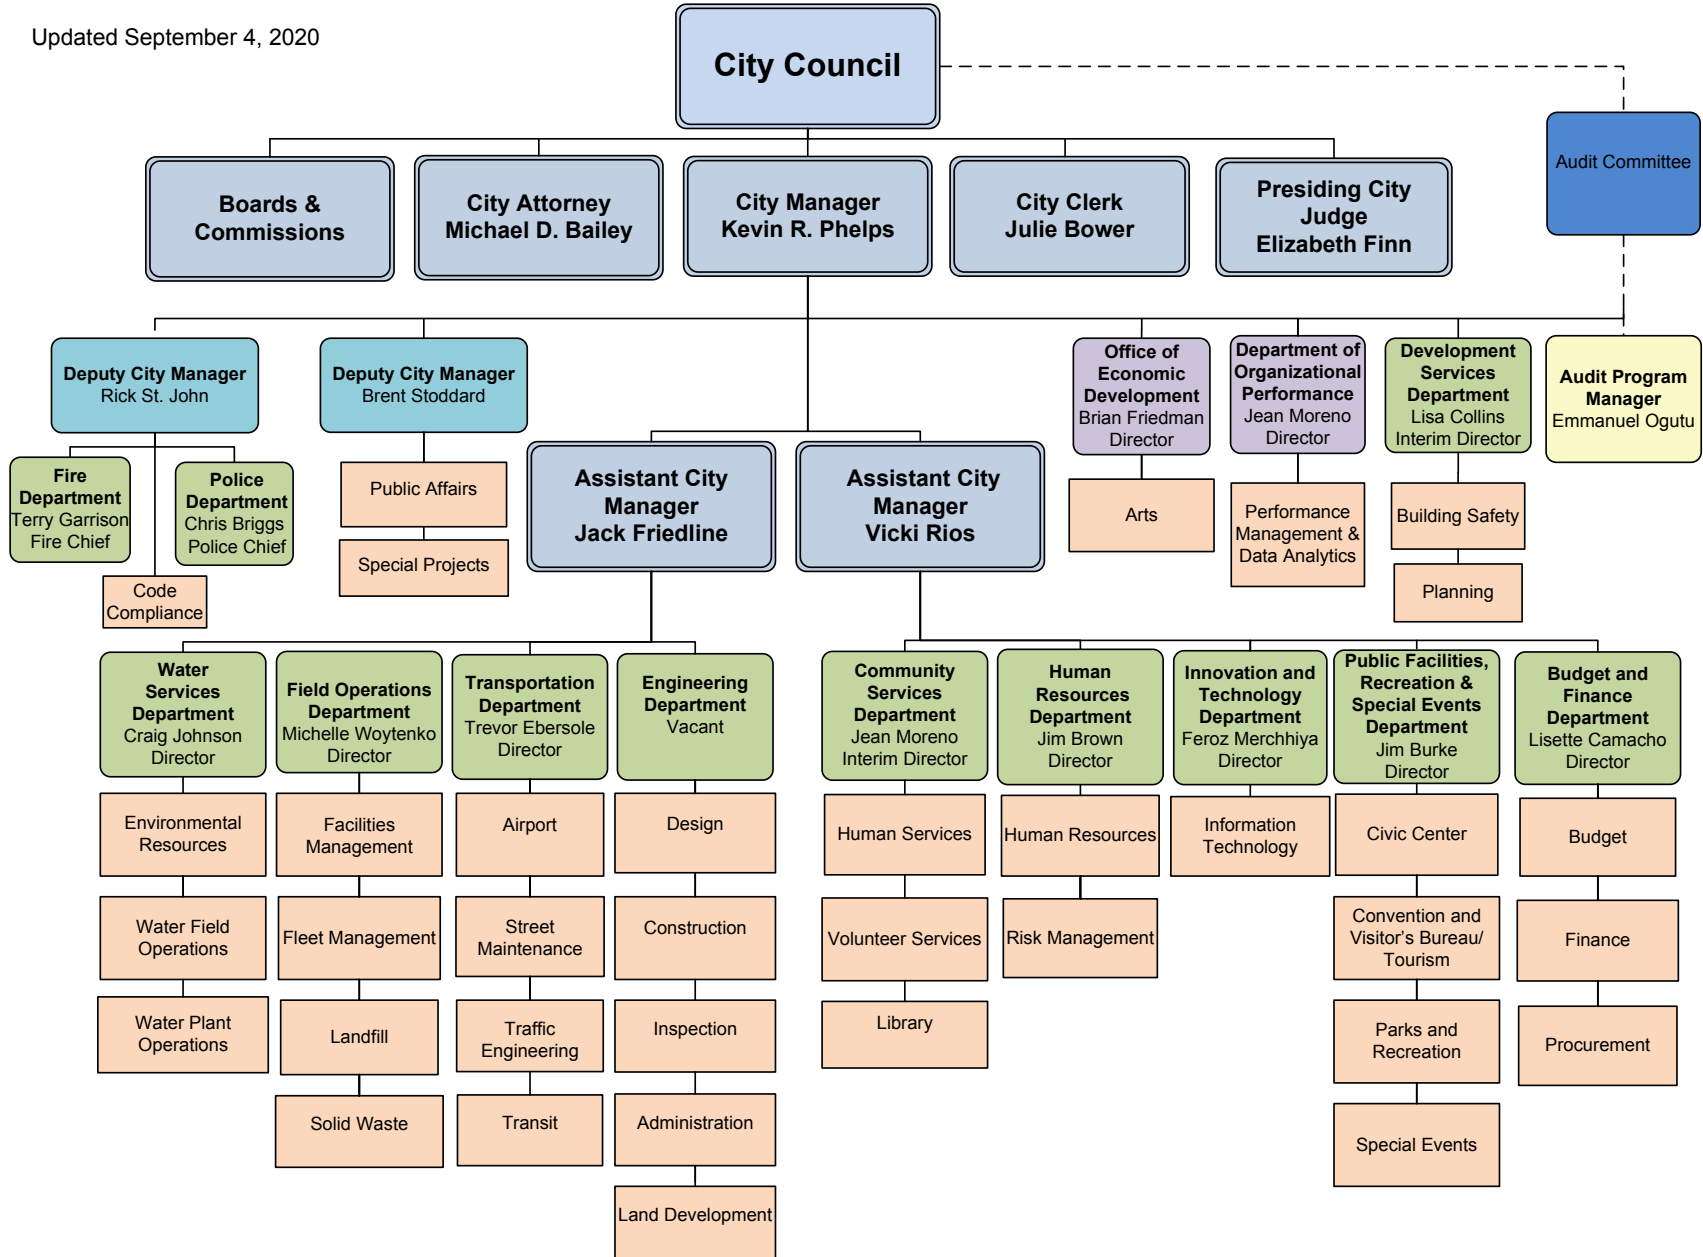 Updated September 4, 2020
City Council
Audit Committee
Boards &
Commissions
City Attorney
Michael D. Bailey
City Manager
Kevin R. Phelps
City Clerk
Julie Bower
Presiding City
Judge
Elizabeth Finn
Deputy City Manager
Rick St. John
Deputy City Manager
Brent Stoddard
Office of
Economic
Development
Brian Friedman
Director
Department of
Organizational
Performance
Jean Moreno
Director
Development
Services
Department
Lisa Collins
Interim Director
Audit Program
Manager
Emmanuel Ogutu
Fire
Department
Terry Garrison
Fire Chief
Police
Department
Chris Briggs
Police Chief
Code
Compliance
Public Affairs
Special Projects
Assistant City
Manager
Jack Friedline
Assistant City
Manager
Vicki Rios
Arts
Performance
Management &
Data Analytics
Building Safety
Planning
Water
Services
Department
Craig Johnson
Director
Field Operations
Department
Michelle Woytenko
Director
Transportation
Department
Trevor Ebersole
Director
Engineering
Department
Vacant
Community
Services
Department
Jean Moreno
Interim Director
Human
Resources
Department
Jim Brown
Director
Innovation and
Technology
Department
Feroz Merchhiya
Director
Public Facilities,
Recreation &
Special Events
Department
Jim Burke
Director
Budget and
Finance
Department
Lisette Camacho
Director
Environmental
Resources
Water Field
Operations
Water Plant
Operations
Facilities
Management
Fleet Management
Landfill
Solid Waste
Airport
Street
Maintenance
Traffic
Engineering
Transit
Design
Construction
Inspection
Administration
Land Development
Human Services
Volunteer Services
Library
Human Resources
Risk Management
Information
Technology
Civic Center
Convention and
Visitor's Bureau/
Tourism
Parks and
Recreation
Special Events
Budget
Finance
Procurement